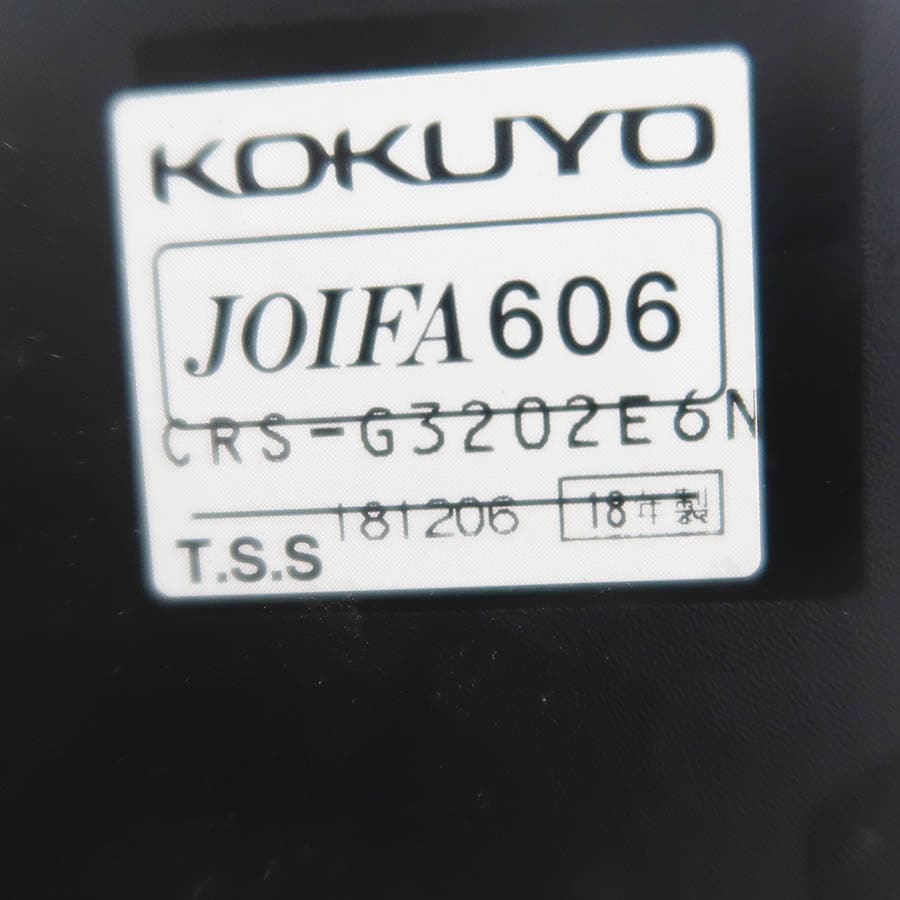 KOKUYO
JOIFA 606
CRS-G3202E6N
181206 18年製
T.S.S